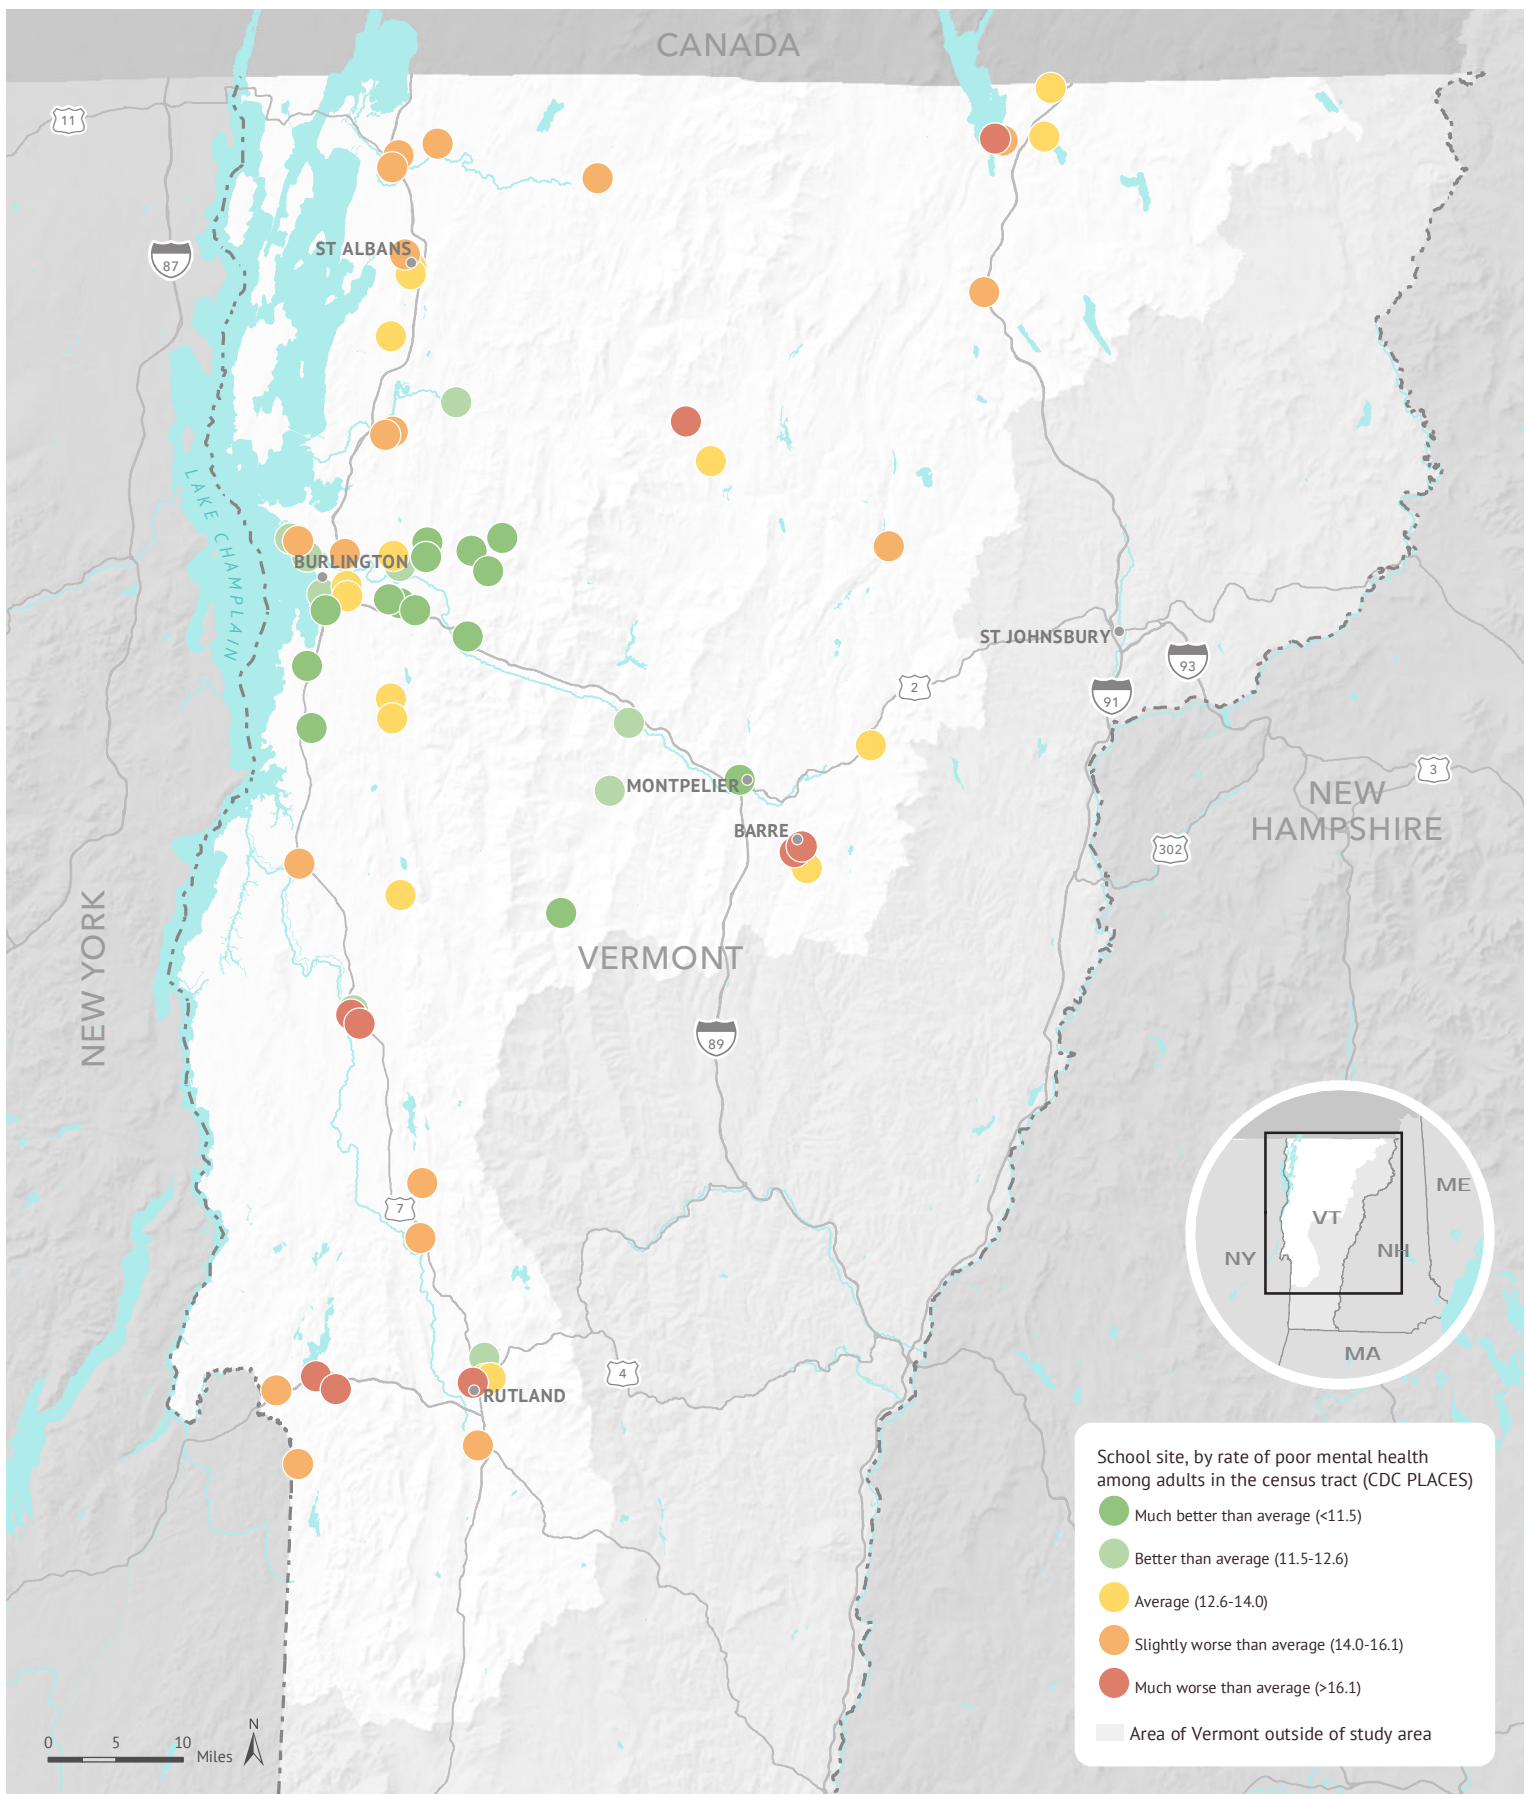 CANADA
11
87
ST ALBANS
LAKE CHAMPLAIN
BURLINGTON
ST JOHNSBURY
93
2
91
MONTPELIER
3
NEW
HAMPSHIRE
BARRE
302
NEW YORK
VERMONT
89
ME
7
VT
NY
NH
MA
4
RUTLAND
School site, by rate of poor mental health
among adults in the census tract (CDC PLACES)
Much better than average (<11.5)
Better than average (11.5-12.6)
Average (12.6-14.0)
Slightly worse than average (14.0-16.1)
Much worse than average (>16.1)
Area of Vermont outside of study area
0 5 10
Miles
N